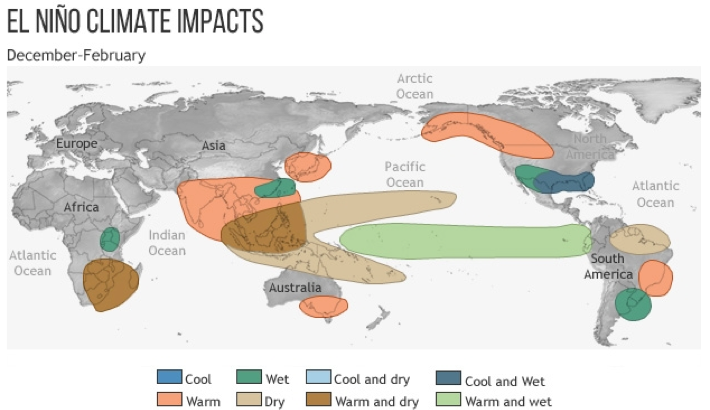 EL NIÑO CLIMATE IMPACTS
December-February
Arctic
Ocean
Europe
Asia
North
America
Pacific
Ocean
Atlantic
Ocean
Africa
Indian
Ocean
Atlantic
Ocean
South
America
Australia
Cool
Wet
Cool and dry
Cool and Wet
Warm
Dry
Warm and dry
Warm and wet